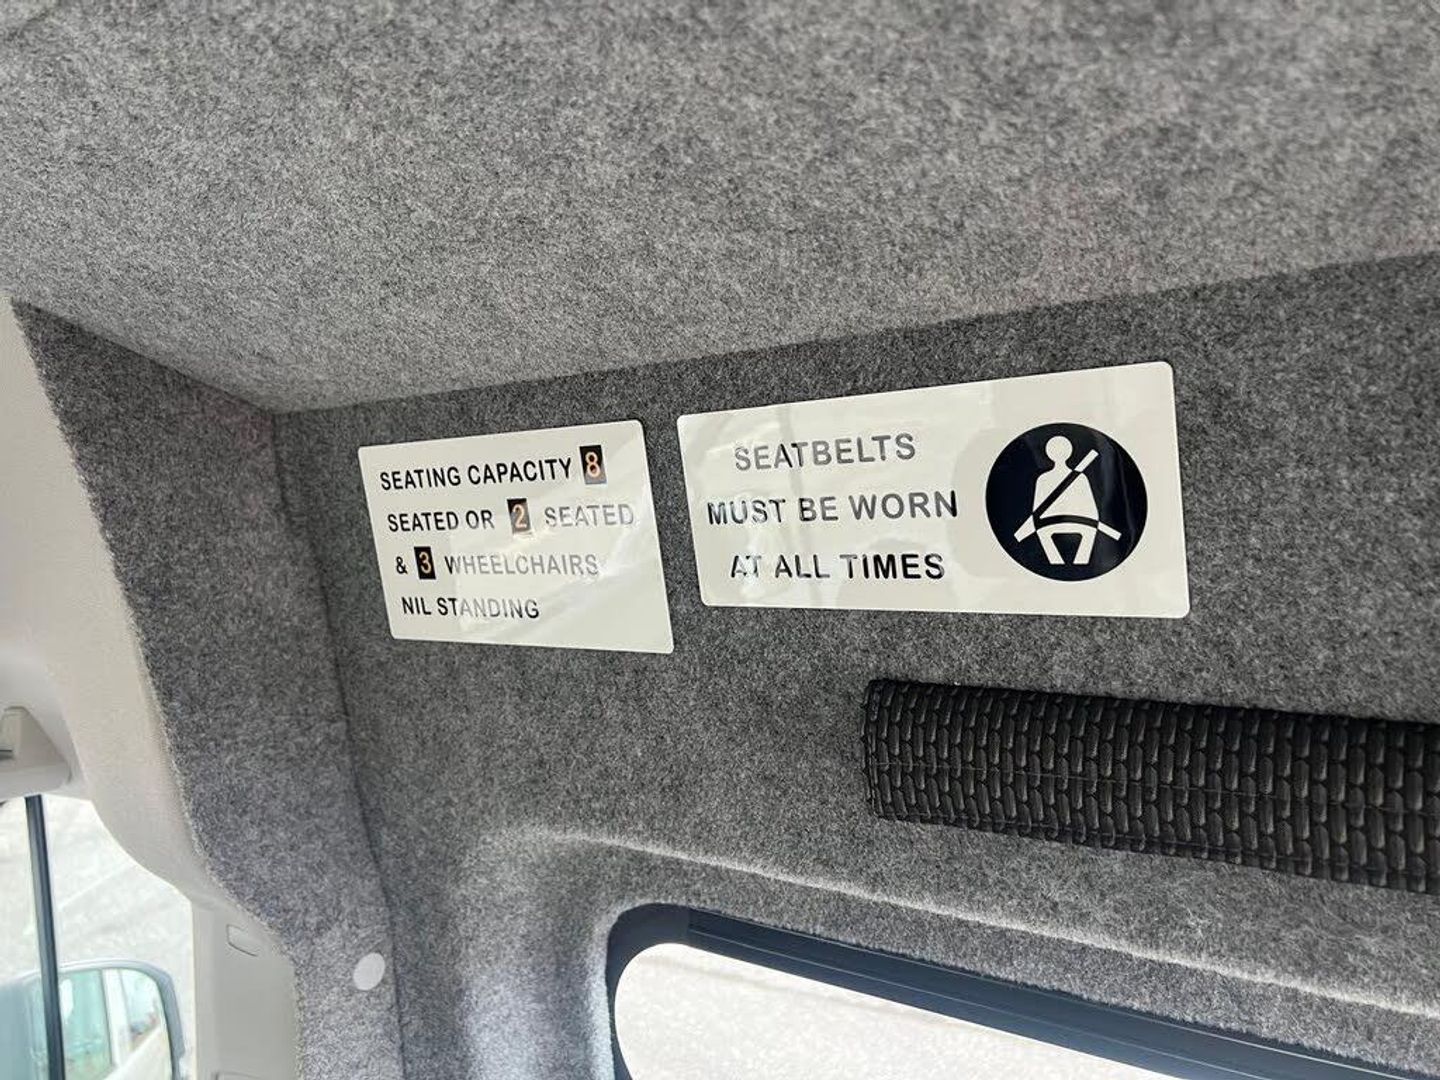 SEATING CAPACITY 8
SEATED OR 2 SEATED
& 3 WHEELCHAIRS
NIL STANDING
SEATBELTS
MUST BE WORN
AT ALL TIMES